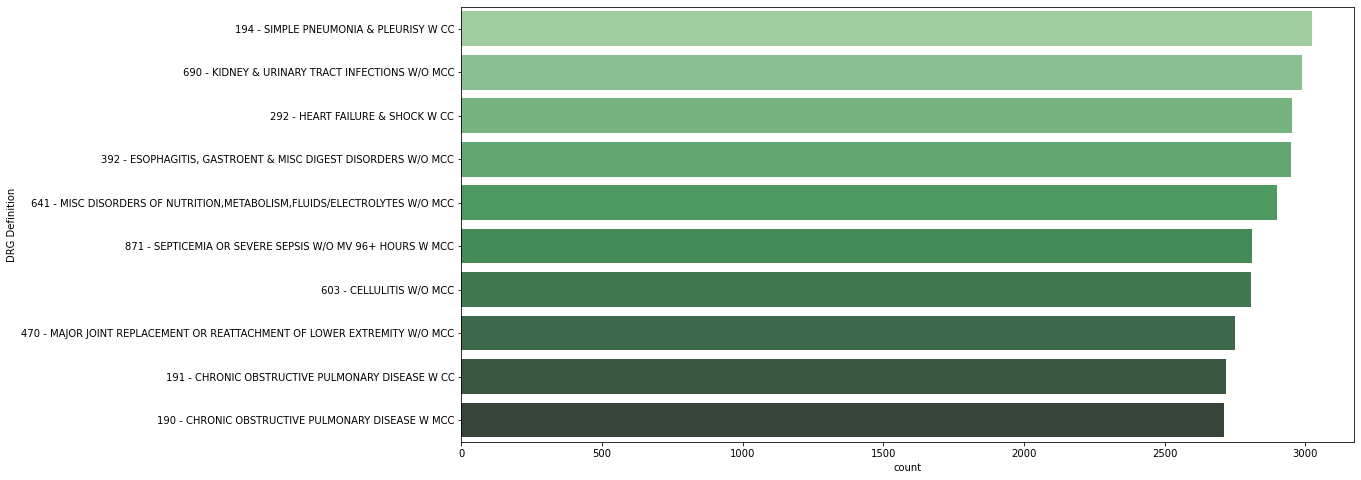 DRG Definition
194 - SIMPLE PNEUMONIA & PLEURISY W CC
690 - KIDNEY & URINARY TRACT INFECTIONS W/O MCC
292 - HEART FAILURE & SHOCK W CC
392 - ESOPHAGITIS, GASTROENT & MISC DIGEST DISORDERS W/O MCC
641 - MISC DISORDERS OF NUTRITION,METABOLISM,FLUIDS/ELECTROLYTES W/O MCC
871 - SEPTICEMIA OR SEVERE SEPSIS W/O MV 96+ HOURS W MCC
603 - CELLULITIS W/O MCC
470 - MAJOR JOINT REPLACEMENT OR REATTACHMENT OF LOWER EXTREMITY W/O MCC
191 - CHRONIC OBSTRUCTIVE PULMONARY DISEASE W CC
190 - CHRONIC OBSTRUCTIVE PULMONARY DISEASE W MCC
0 500 1000 1500 2000 2500 3000
count